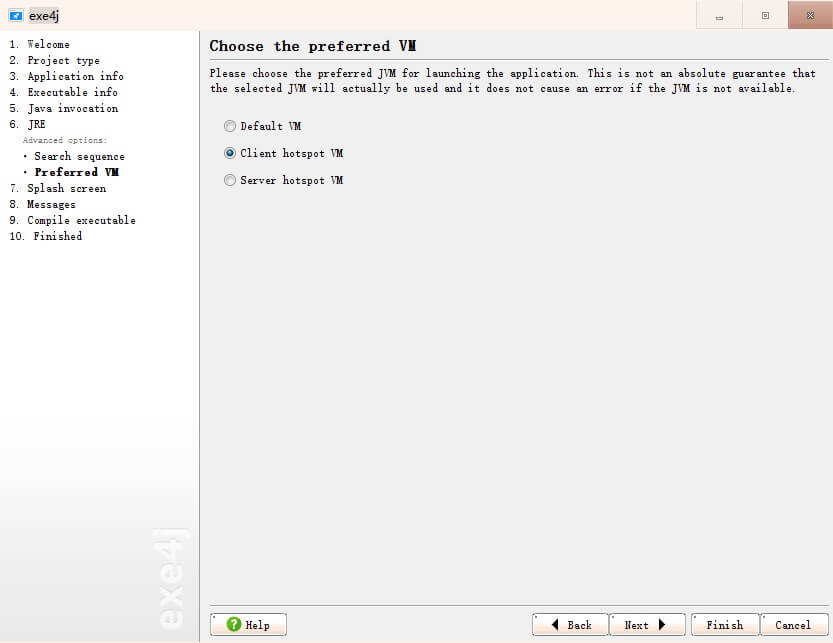 exe4j
1. Welcome
2. Project type
3. Application info
4. Executable info
5. Java invocation
6. JRE
Advanced options:
· Search sequence
· Preferred VM
7. Splash screen
8. Messages
9. Compile executable
10. Finished
exe4j
Choose the preferred VM
Please choose the preferred JVM for launching the application. This is not an absolute guarantee that
the selected JVM will actually be used and it does not cause an error if the JVM is not available.
Default VM
Client hotspot VM
Server hotspot VM
? Help
Back
Next
Finish
Cancel